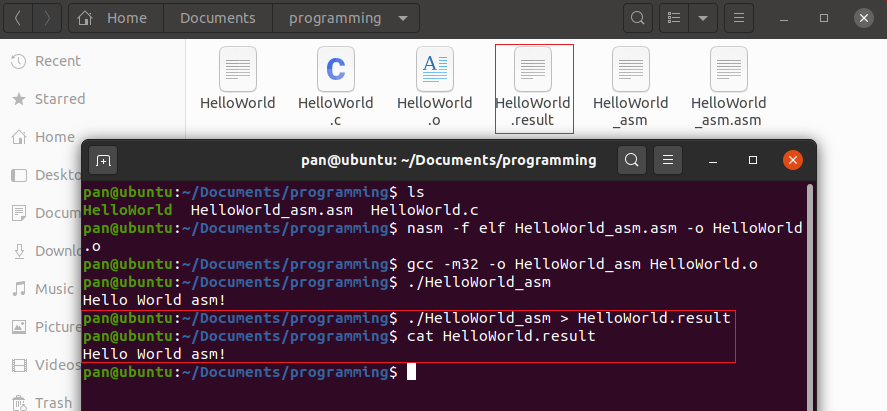 Home Documents programming
Recent
Starred
Home
Deskto
Docum
Downlo
Music
Picture
Videos
Trash
HelloWorld
HelloWorld
.c
HelloWorld
.o
HelloWorld
.result
HelloWorld
_asm
HelloWorld
_asm.asm
pan@ubuntu: ~/Documents/programming
pan@ubuntu:~/Documents/programming$ ls
HelloWorld  HelloWorld_asm.asm  HelloWorld.c
pan@ubuntu:~/Documents/programming$ nasm -f elf HelloWorld_asm.asm -o HelloWorld
.o
pan@ubuntu:~/Documents/programming$ gcc -m32 -o HelloWorld_asm HelloWorld.o
pan@ubuntu:~/Documents/programming$ ./HelloWorld_asm
Hello World asm!
pan@ubuntu:~/Documents/programming$ ./HelloWorld_asm > HelloWorld.result
pan@ubuntu:~/Documents/programming$ cat HelloWorld.result
Hello World asm!
pan@ubuntu:~/Documents/programming$